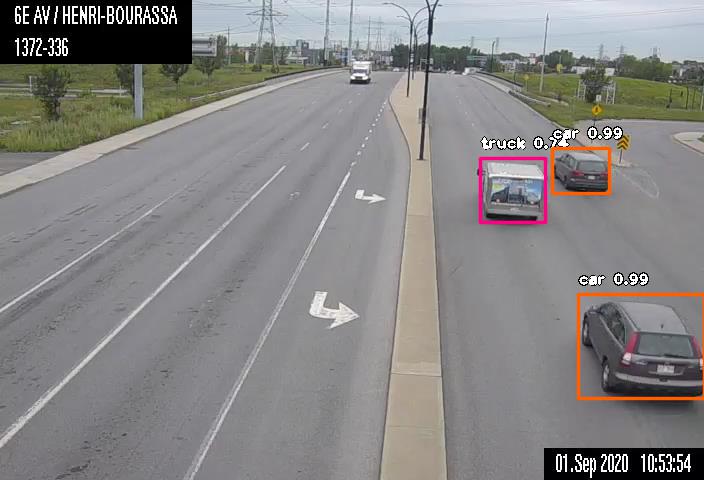 6E AV / HENRI-BOURASSA
1372-336
truck 0.74
car 0.99
car 0.99
01.Sep 2020 10:53:54